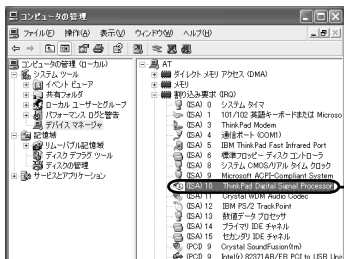 コンピュータの管理
ファイル(F) 操作(A) 表示(V) ウィンドウ(W) ヘルプ(H)
コンピュータの管理 (ローカル)
システム ツール
イベント ビューア
共有フォルダ
ローカル ユーザーとグループ
パフォーマンス ログと警告
デバイス マネージャ
記憶域
リムーバブル記憶域
ディスク デフラグ ツール
ディスクの管理
サービスとアプリケーション
AT
ダイレクト メモリ アクセス (DMA)
メモリ
割り込み要求 (IRQ)
(ISA) 0 システム タイマ
(ISA) 1 101/102 英語キーボードまたは Microso
(ISA) 3 ThinkPad Modem
(ISA) 4 通信ポート (COM1)
(ISA) 5 IBM ThinkPad Fast Infrared Port
(ISA) 6 標準フロッピー ディスク コントローラ
(ISA) 8 システム CMOS/リアル タイム クロック
(ISA) 9 Microsoft ACPI-Compliant System
(ISA) 10 ThinkPad Digital Signal Processor
(ISA) 11 Crystal WDM Audio Codec
(ISA) 12 IBM PS/2 TrackPoint
(ISA) 13 数値データ プロセッサ
(ISA) 14 プライマリ IDE チャネル
(ISA) 15 セカンダリ IDE チャネル
(PCI) 9 Crystal SoundFusion(tm)
(PCI) 9 Intel(r) 82371AB/EB PCI to USB Univ